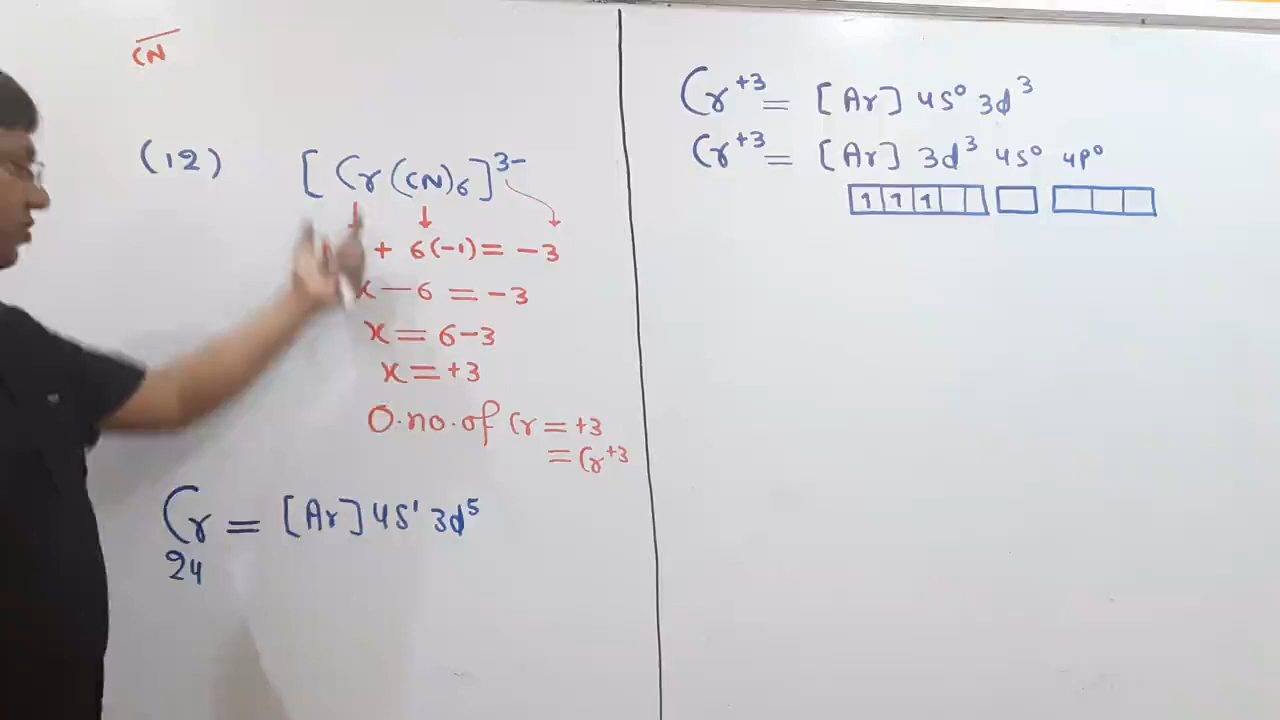 CN⁻
(12) [Cr(CN)6]³⁻
+ 6(-1) = -3
x - 6 = -3
x = 6-3
x = +3
O.no.of Cr = +3
= Cr⁺³
Cr = [Ar] 4s¹ 3d⁵
24
Cr⁺³ = [Ar] 4s⁰ 3d³
Cr⁺³ = [Ar] 3d³ 4s⁰ 4p⁰
1 1 1